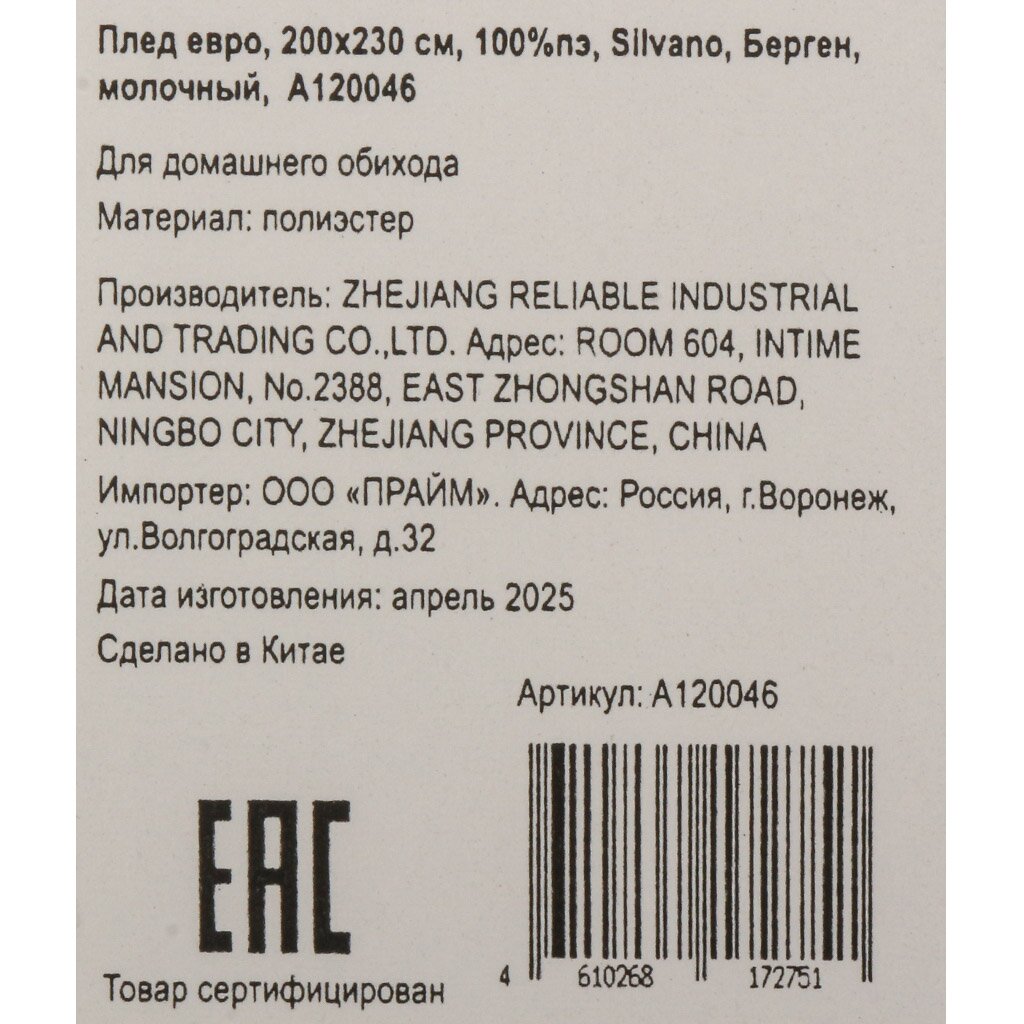 Плед евро, 200х230 см, 100%пэ, Silvano, Берген,
молочный, А120046
Для домашнего обихода
Материал: полиэстер
Производитель: ZHEJIANG RELIABLE INDUSTRIAL
AND TRADING CO.,LTD. Адрес: ROOM 604, INTIME
MANSION, No.2388, EAST ZHONGSHAN ROAD,
NINGBO CITY, ZHEJIANG PROVINCE, CHINA
Импортер: ООО «ПРАЙМ». Адрес: Россия, г.Воронеж,
ул.Волгоградская, д.32
Дата изготовления: апрель 2025
Сделано в Китае
Артикул: А120046
EAC
Товар сертифицирован
4 610268 172751